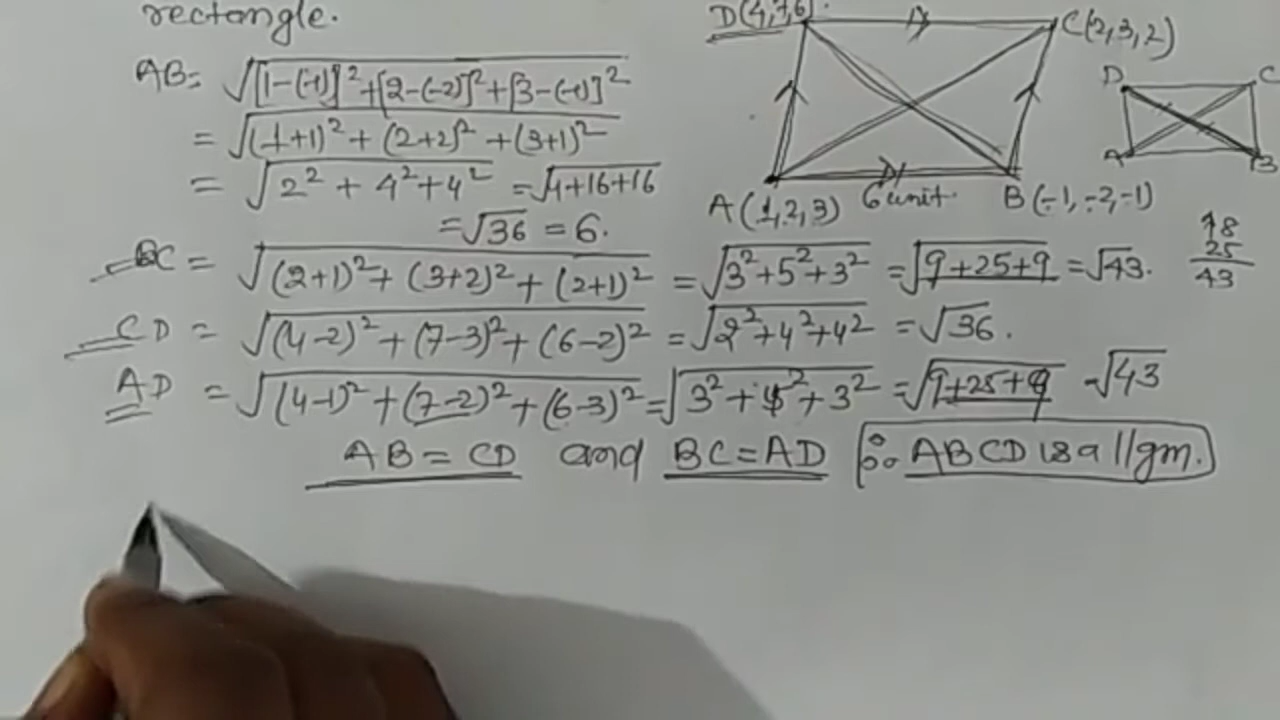 rectangle.
AB = √[1-(-1)]²+[2-(-2)]²+[3-(-1)]²
= √(1+1)² + (2+2)² + (3+1)²
= √2² + 4²+4² = √4+16+16
= √36 = 6.
BC = √(2+1)² + (3+2)² + (2+1)² = √3²+5²+3² = √9+25+9 = √43.
CD = √(4-2)² + (7-3)² + (6-2)² = √2²+4²+4² = √36.
AD = √(4-1)² + (7-2)² + (6-3)² = √3² + 5² + 3² = √9+25+9 = √43
AB = CD and BC = AD ∴ ABCD is a ||gm.
D(4,7,6).
C(2,3,2)
A(1,2,3) 6 unit. B(-1,-2,-1)
D C
A B
18
25
43